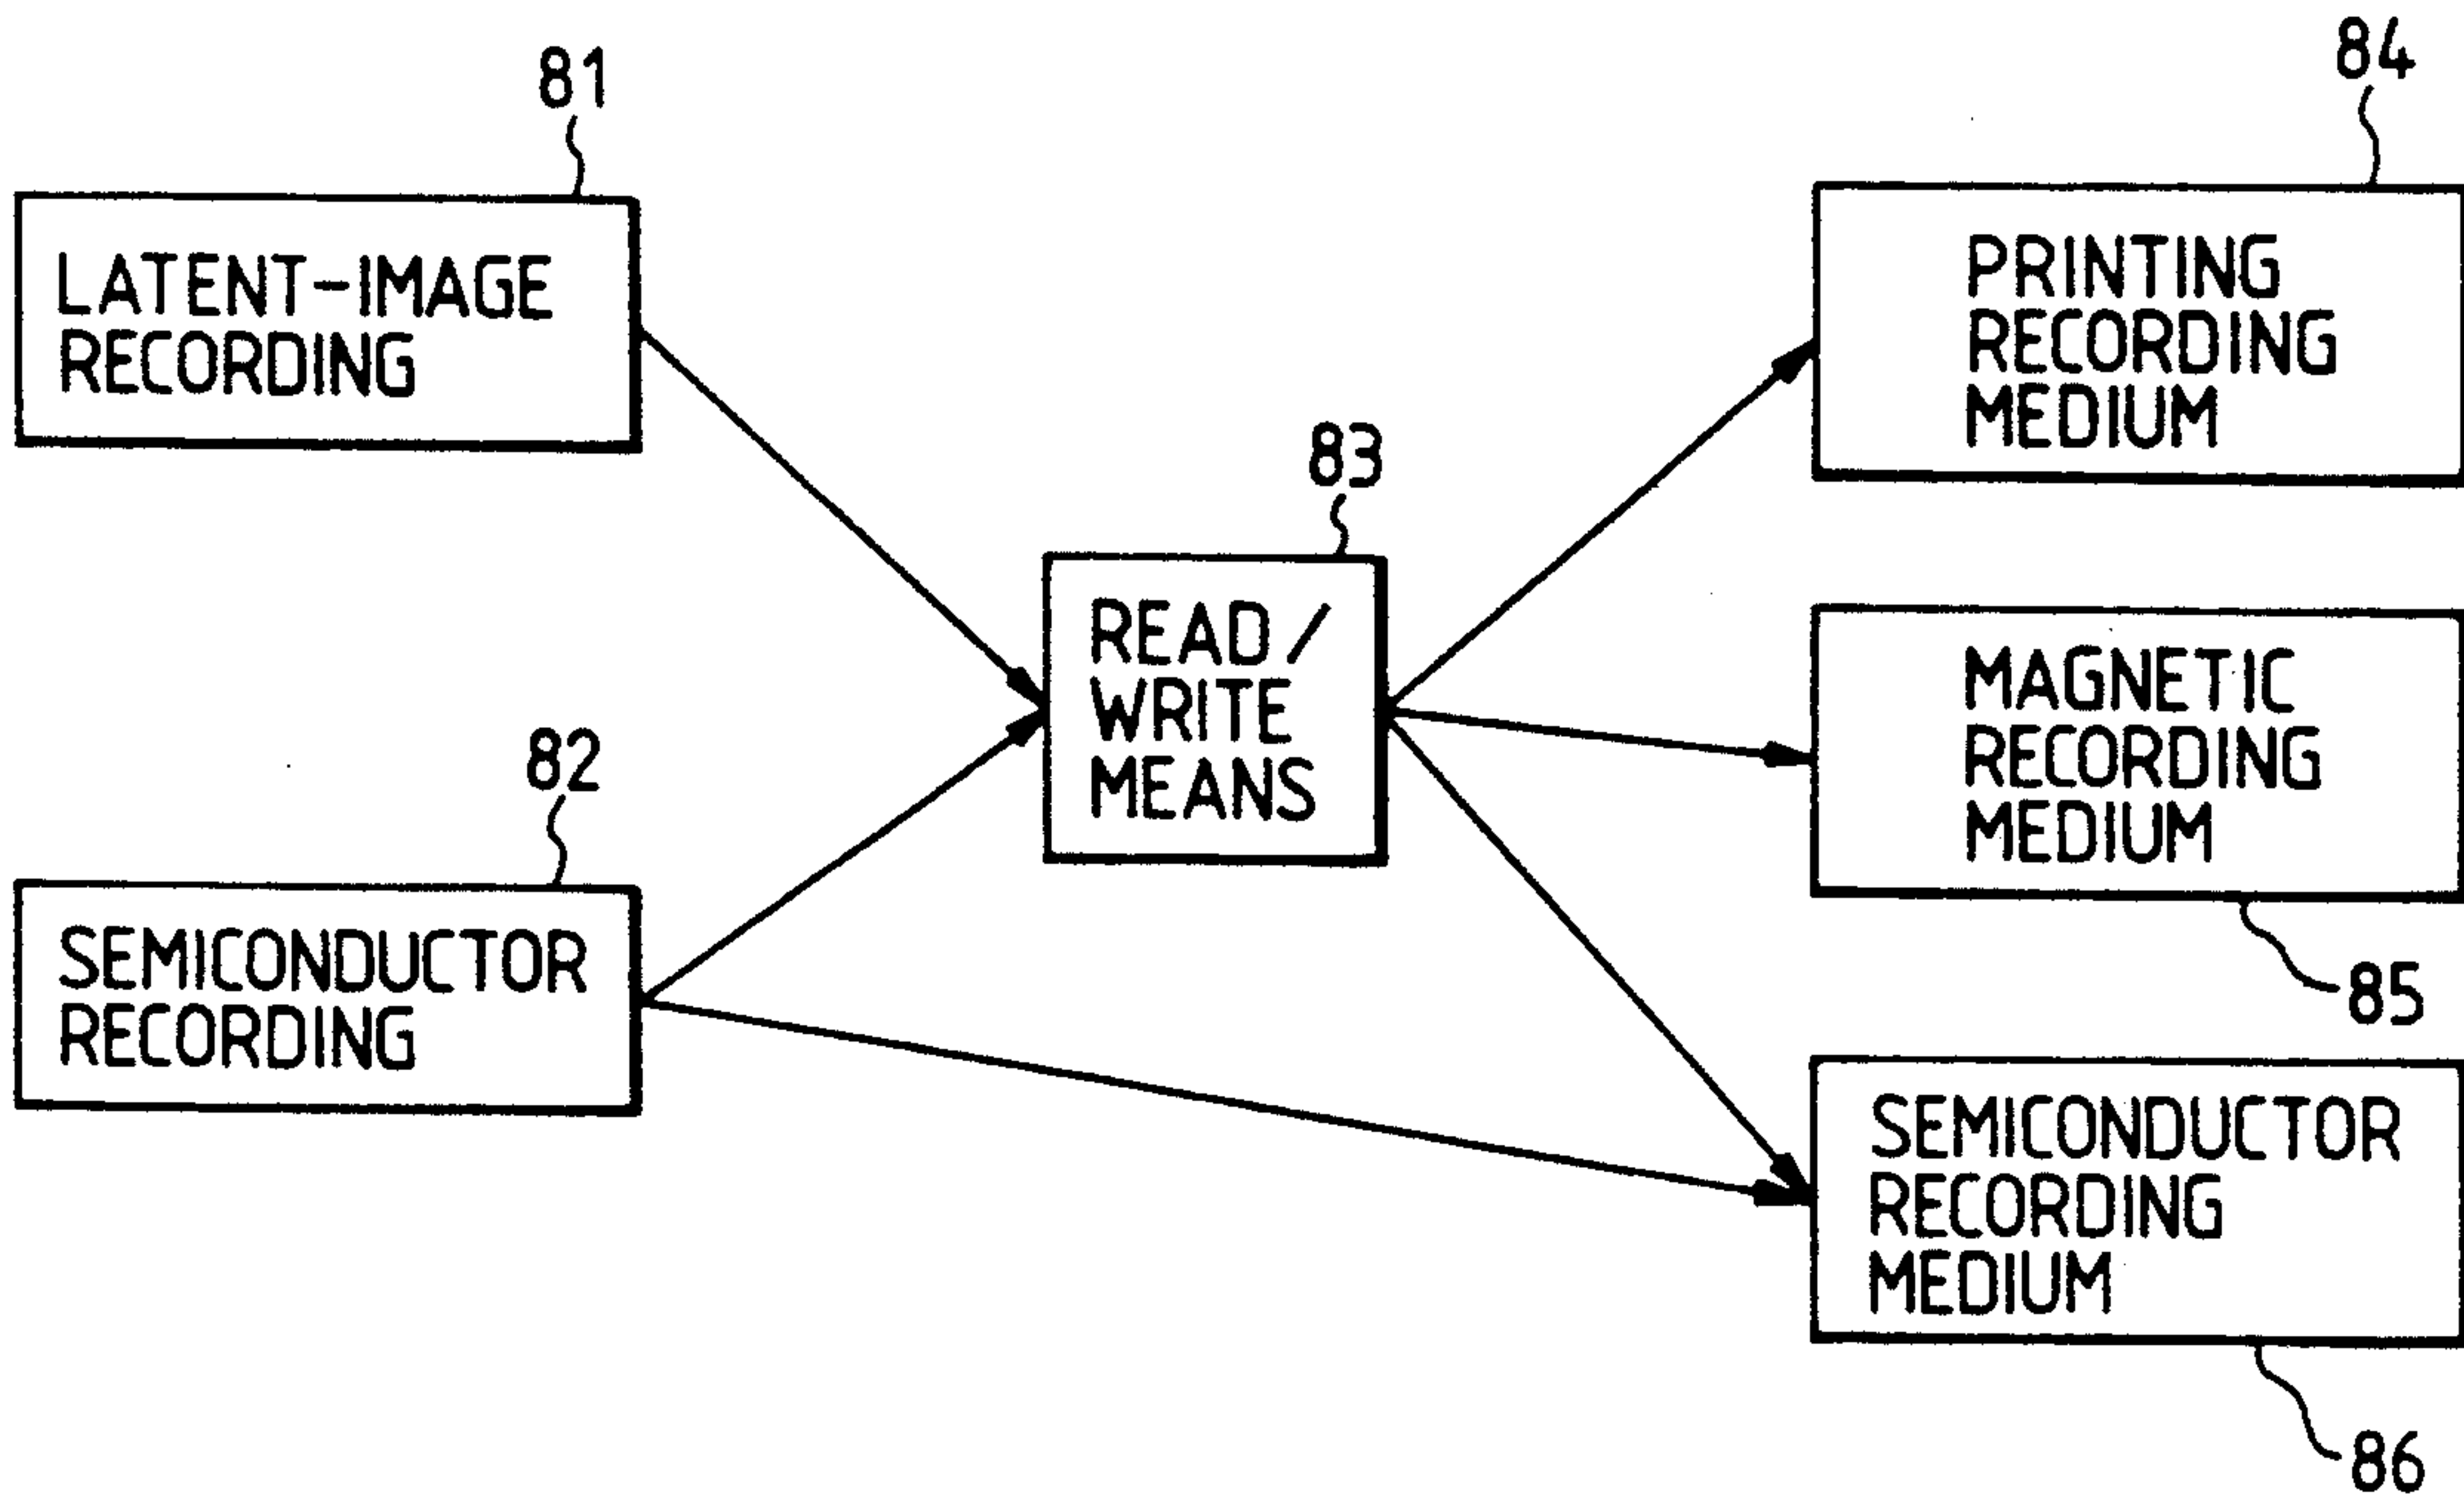 81
LATENT-IMAGE
RECORDING
82
SEMICONDUCTOR
RECORDING
83
READ/
WRITE
MEANS
84
PRINTING
RECORDING
MEDIUM
MAGNETIC
RECORDING
MEDIUM
85
SEMICONDUCTOR
RECORDING
MEDIUM
86